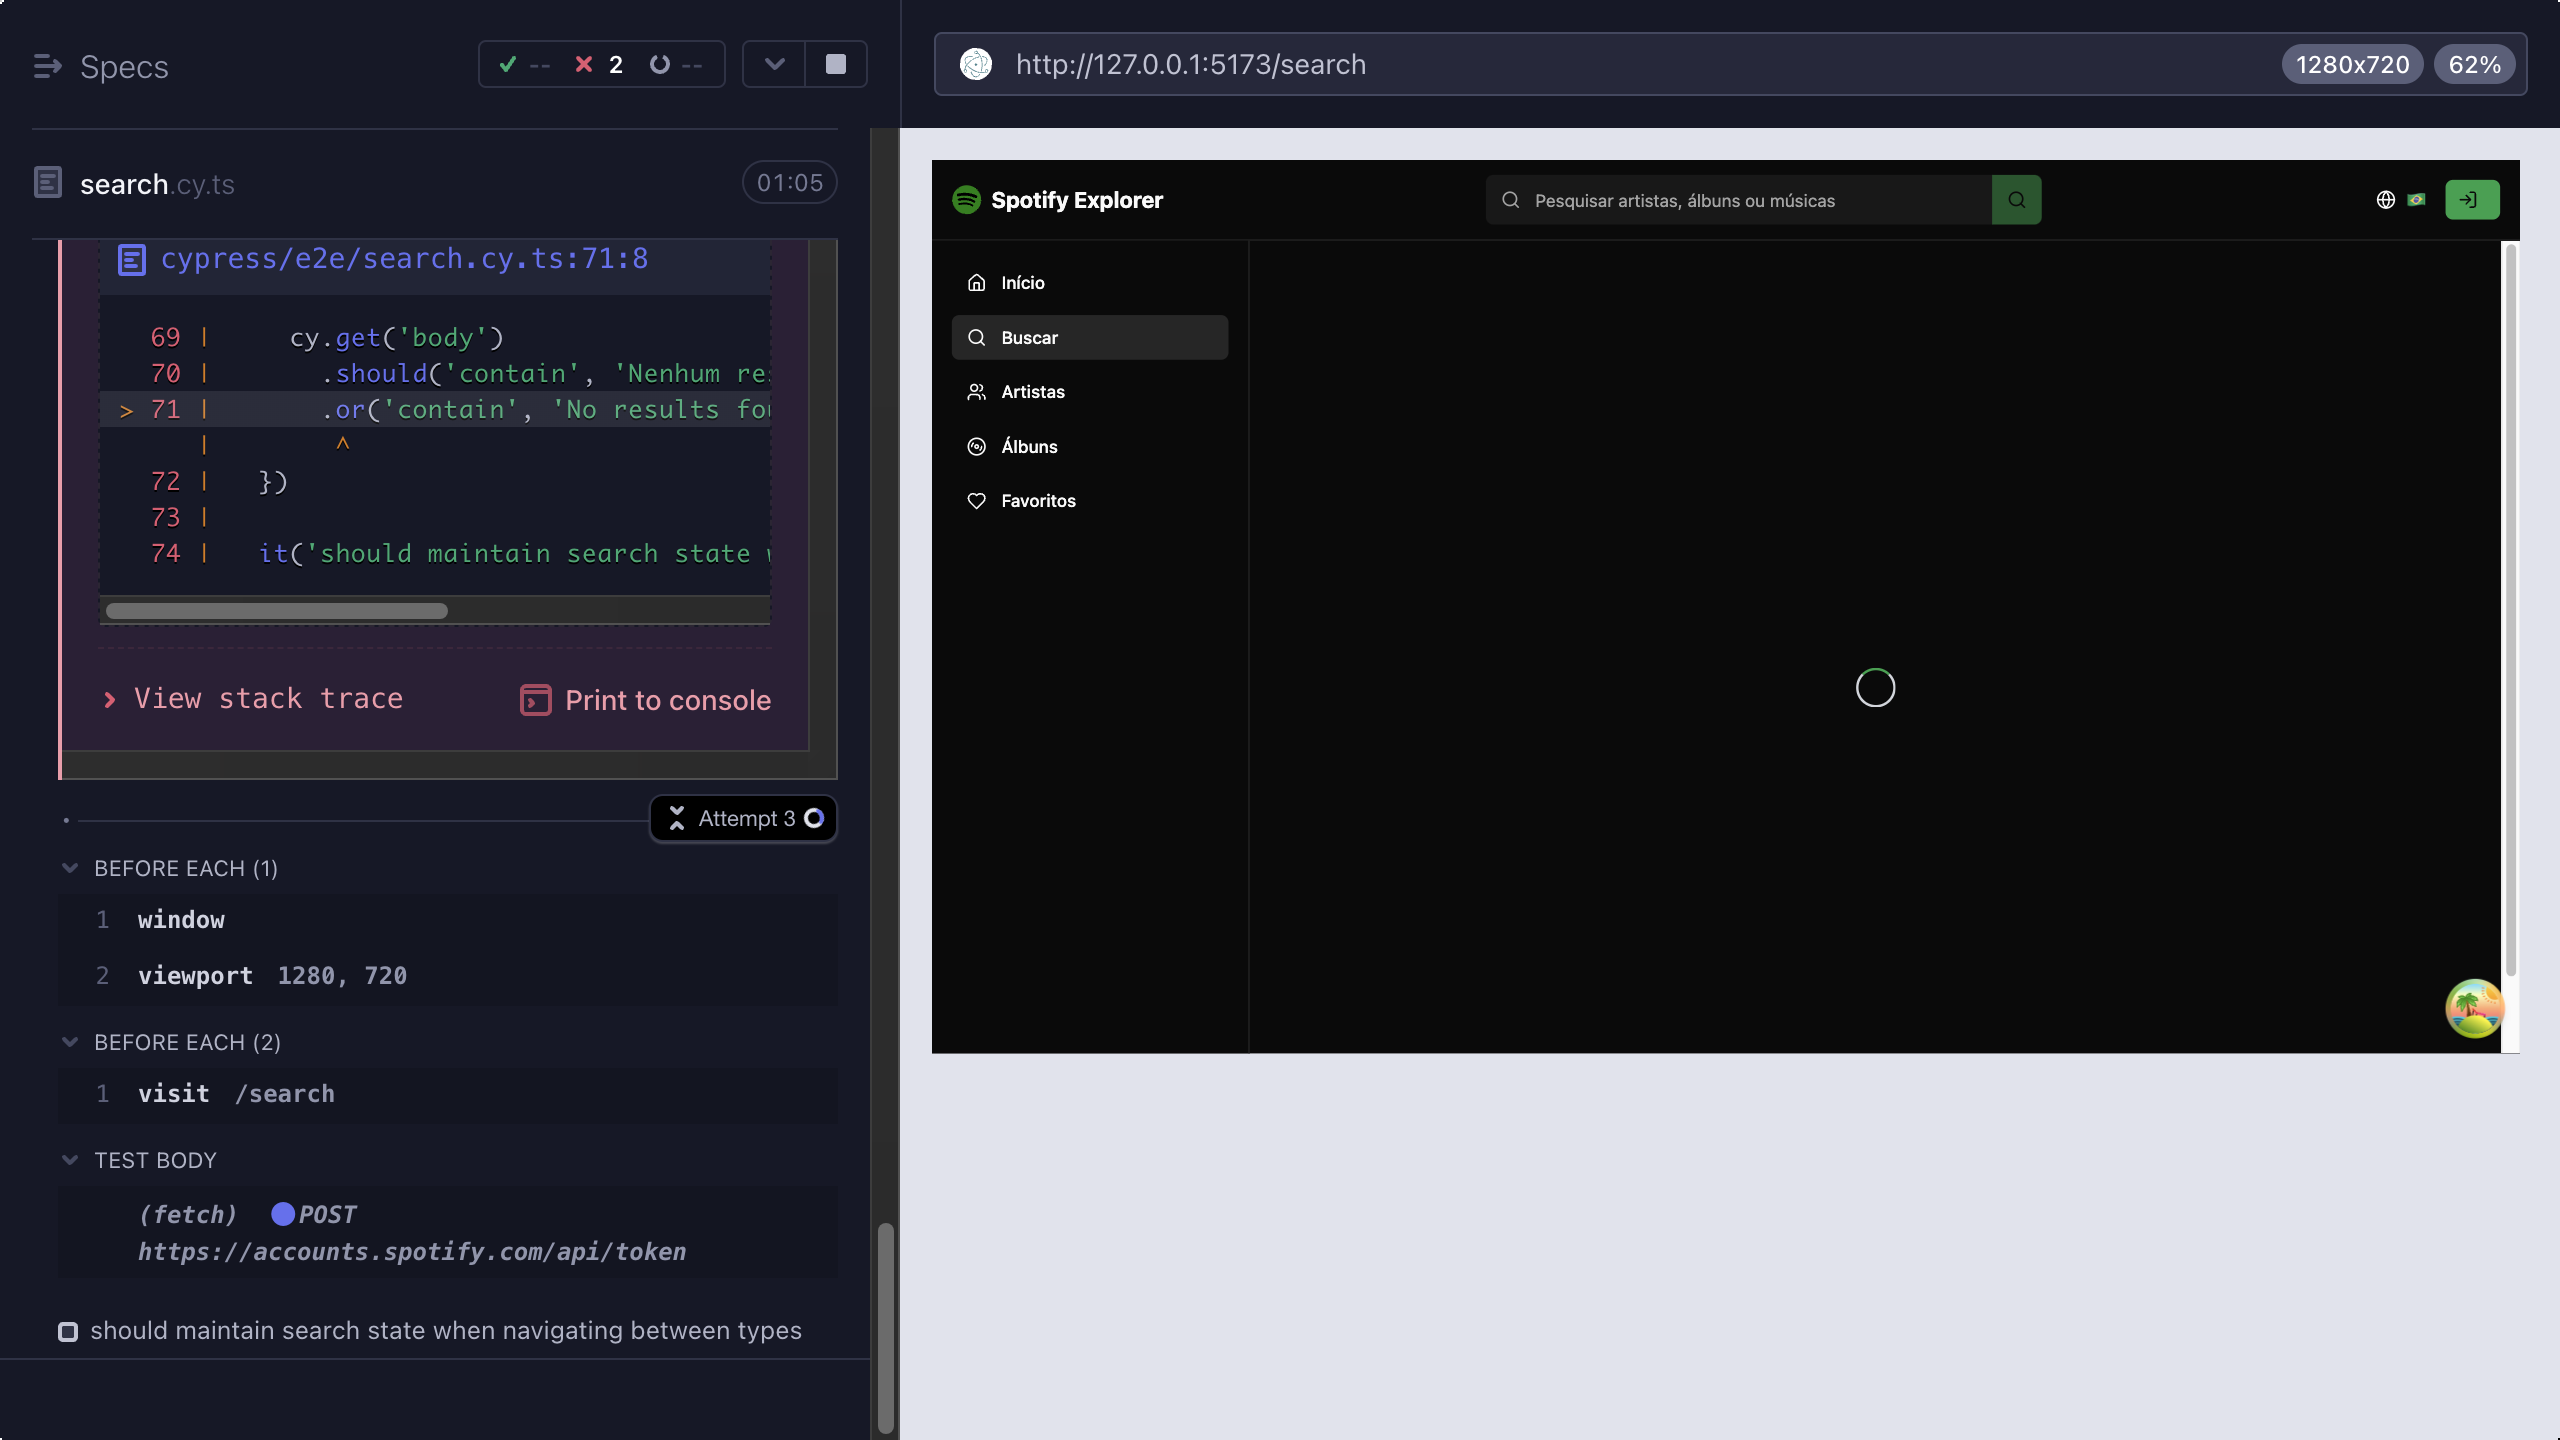 Specs
-- 2 --
search.cy.ts
01:05
cypress/e2e/search.cy.ts:71:8
69 | cy.get('body')
70 | .should('contain', 'Nenhum
> 71 | .or('contain', 'No results
| ^
72 | })
73 |
74 | it('should maintain search state
View stack trace
Print to console
Attempt 3
BEFORE EACH (1)
1 window
2 viewport 1280, 720
BEFORE EACH (2)
1 visit /search
TEST BODY
(fetch) POST
https://accounts.spotify.com/api/token
should maintain search state when navigating between types
http://127.0.0.1:5173/search
1280x720
62%
Spotify Explorer
Pesquisar artistas, álbuns ou músicas
Início
Buscar
Artistas
Álbuns
Favoritos